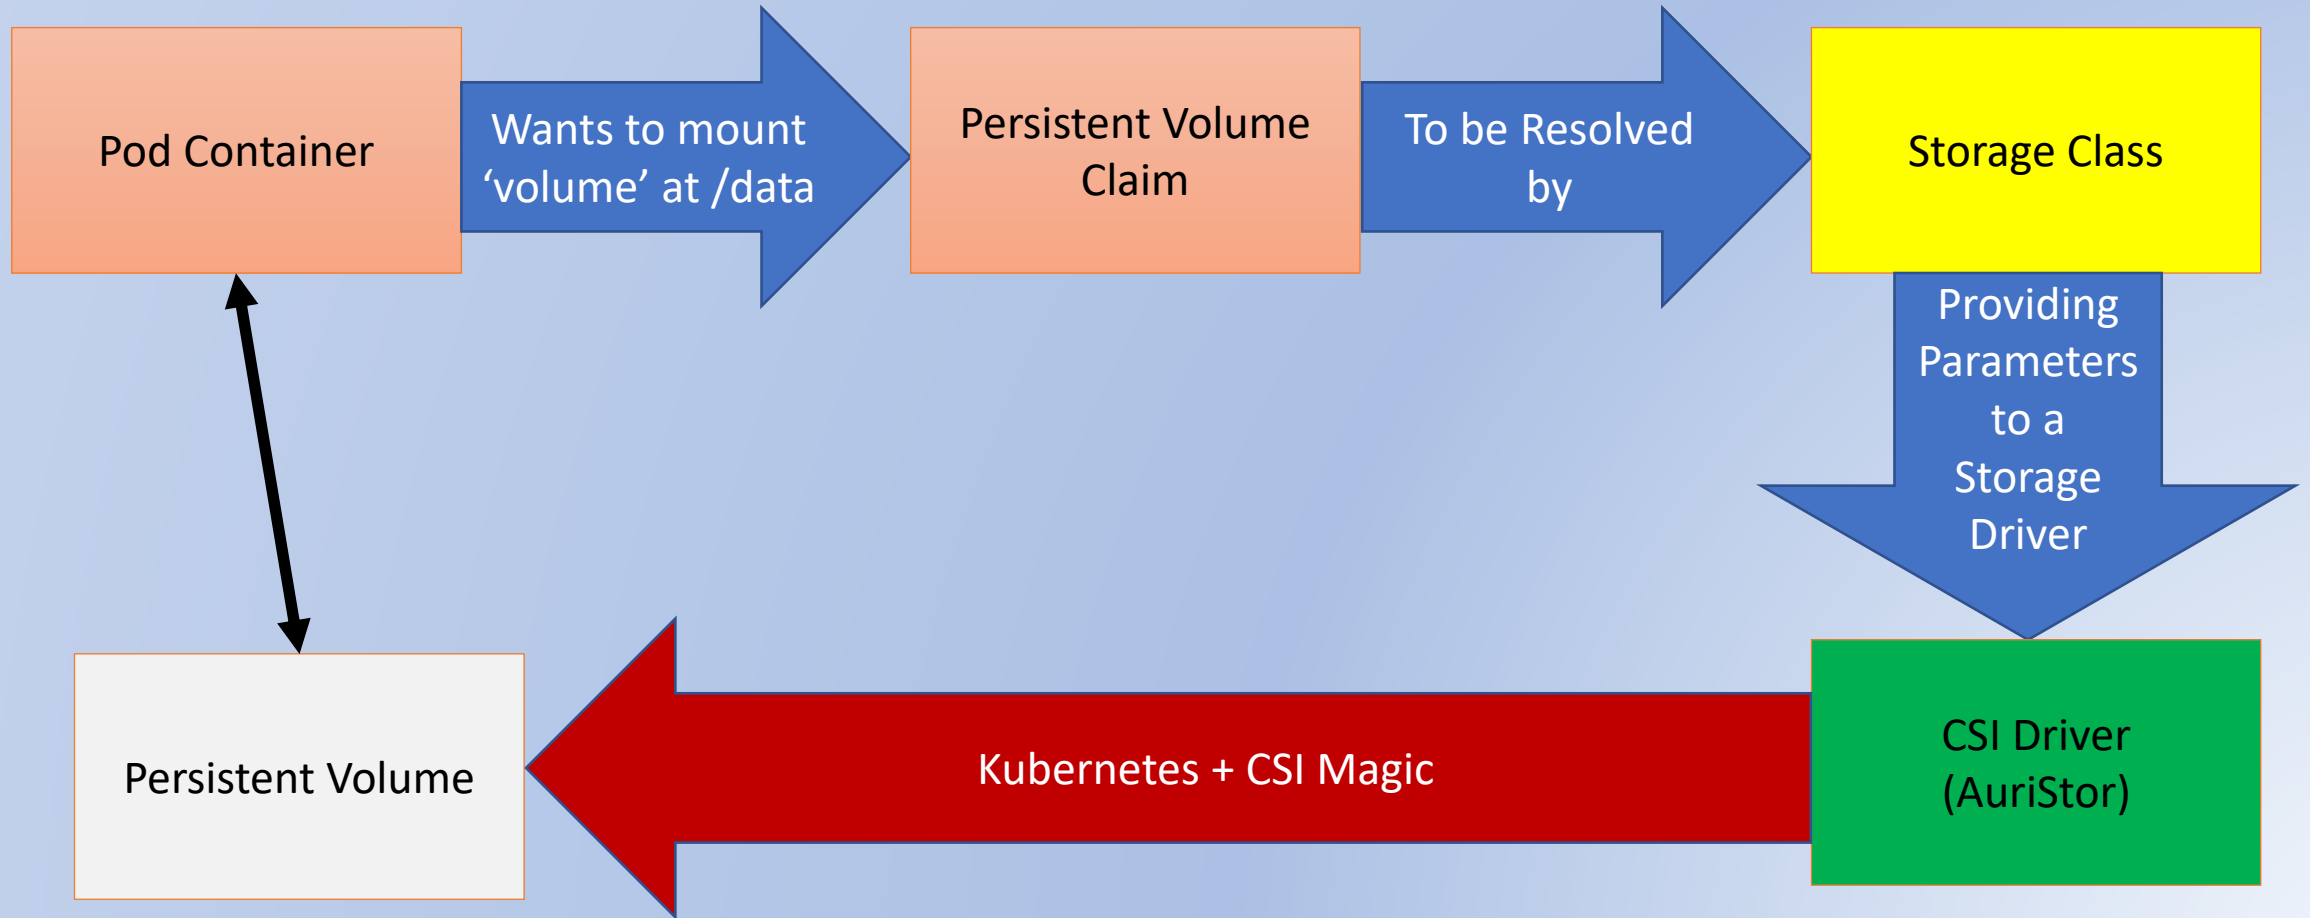 Pod Container
Wants to mount
‘volume’ at /data
Persistent Volume
Claim
To be Resolved
by
Storage Class
Providing
Parameters
to a
Storage
Driver
CSI Driver
(AuriStor)
Kubernetes + CSI Magic
Persistent Volume